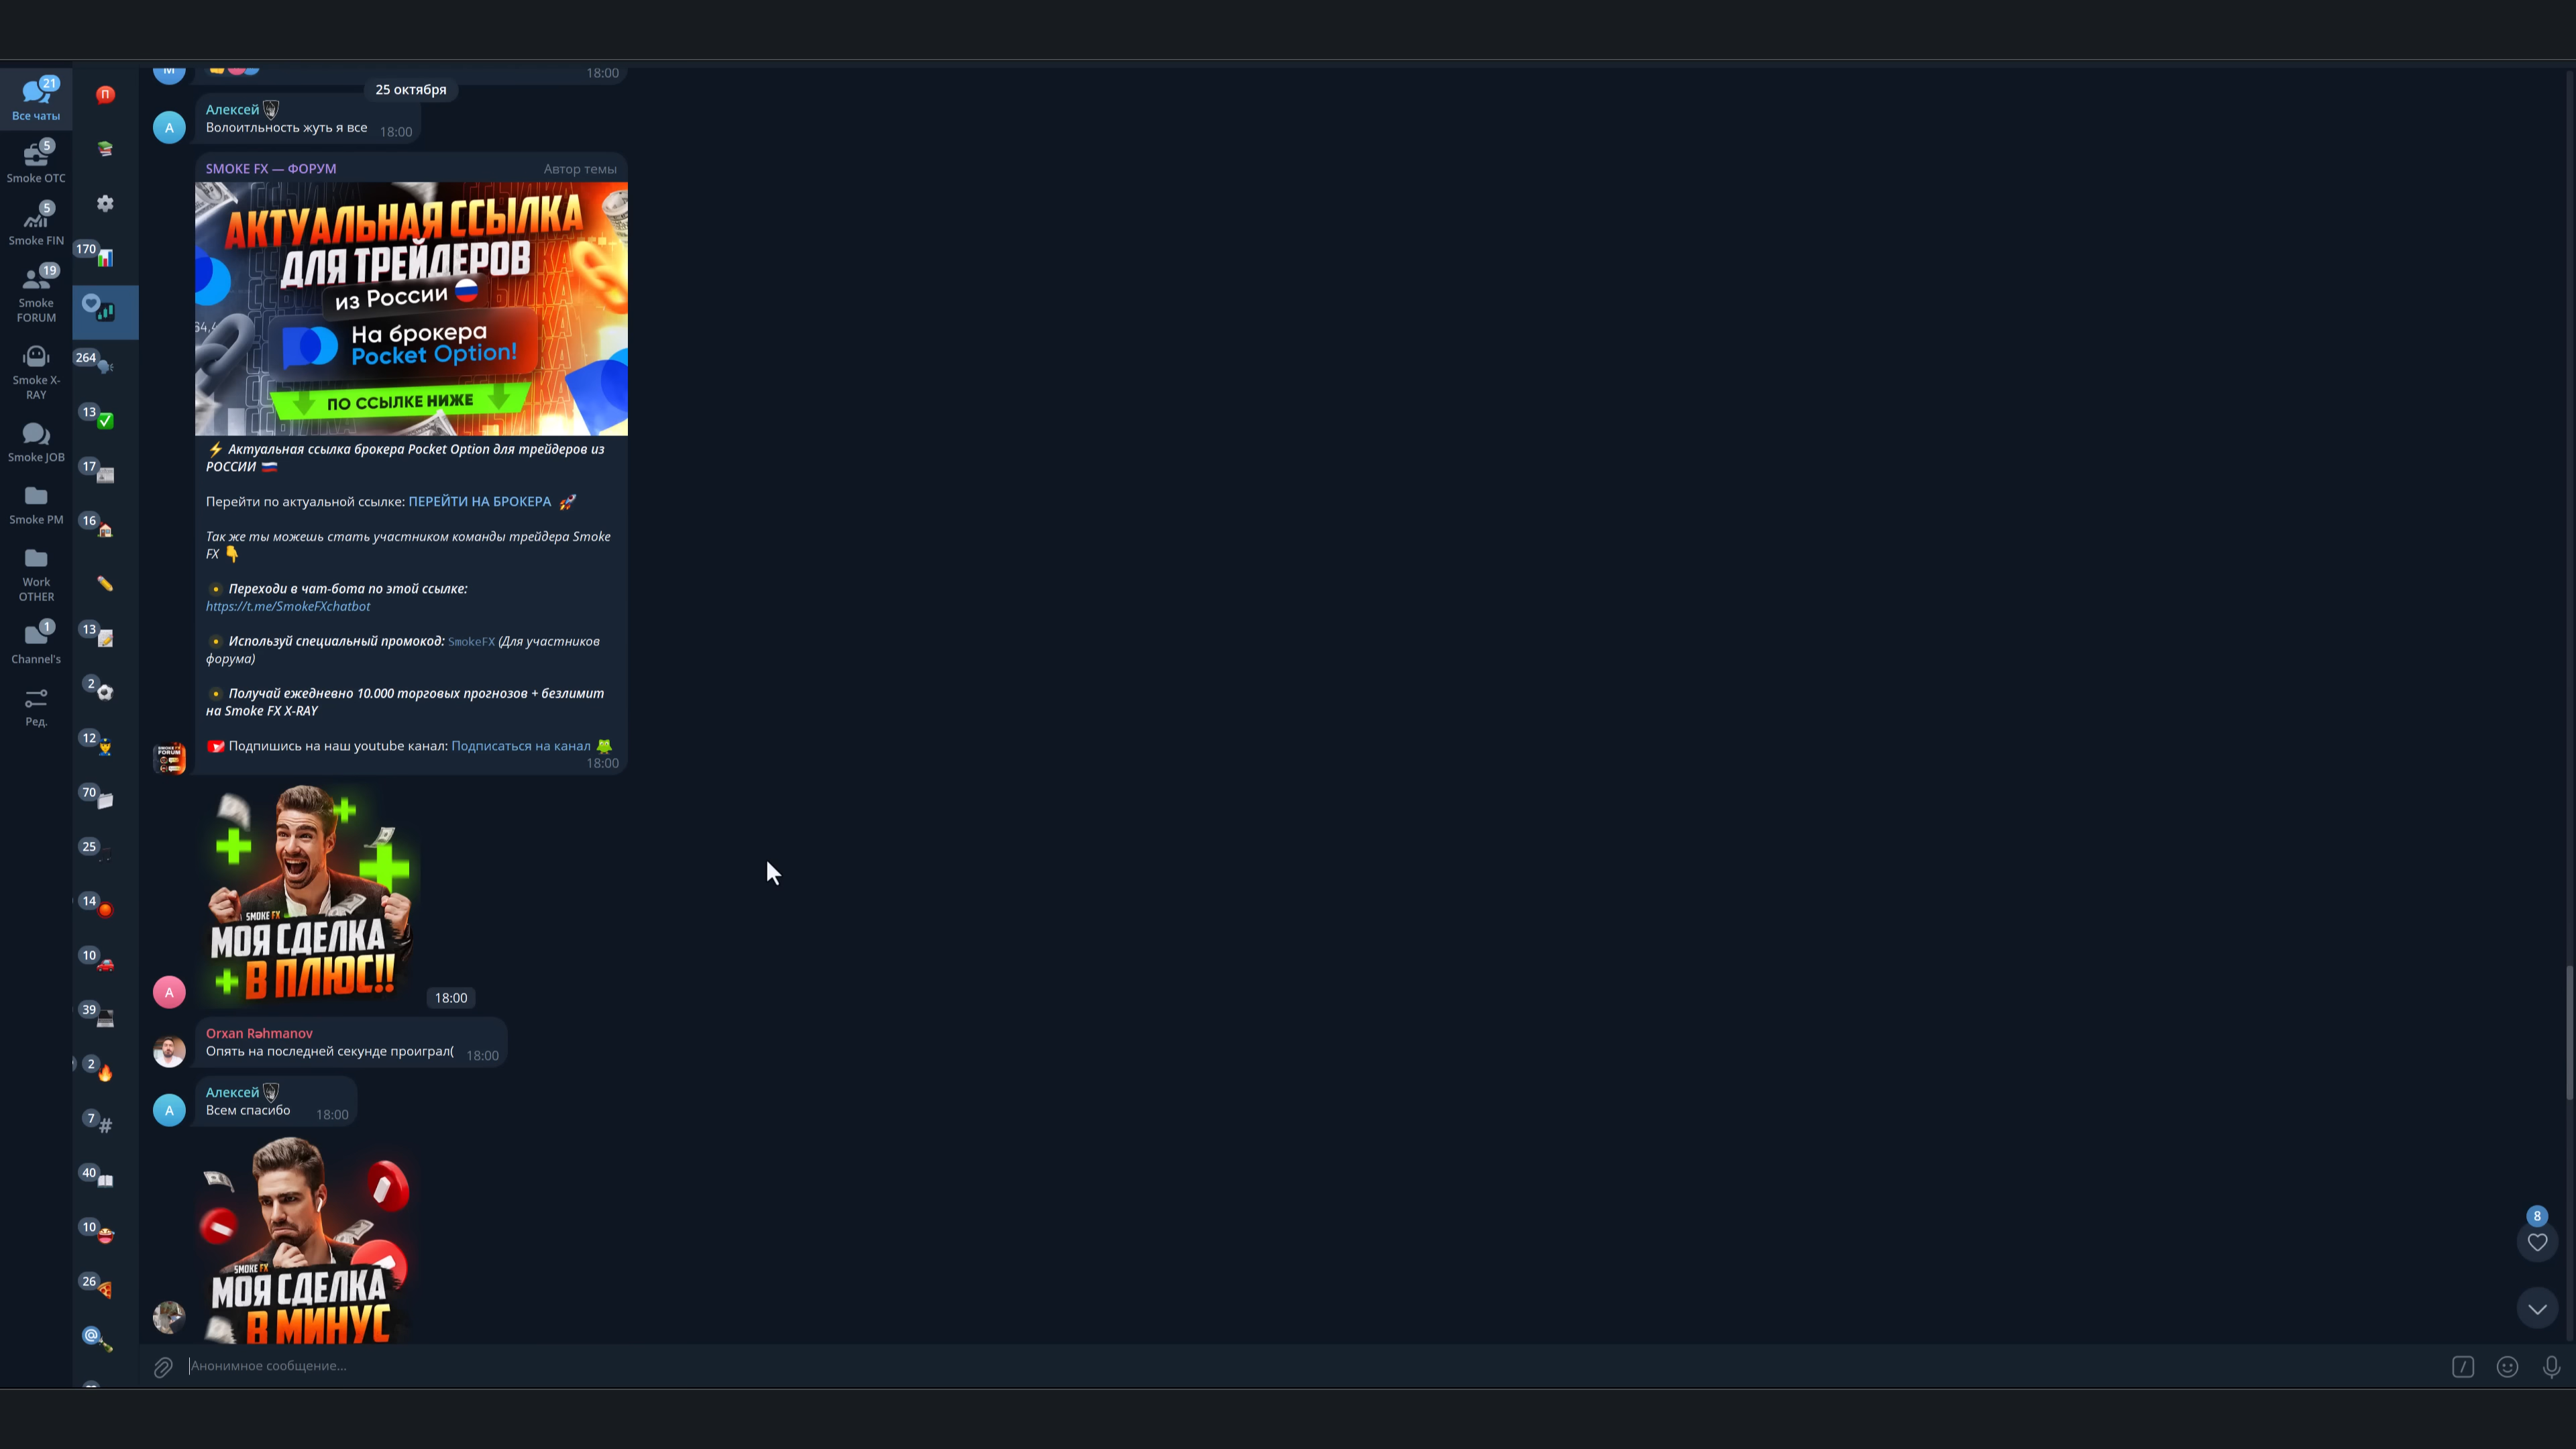 21
Все чаты
5
Smoke OTC
5
Smoke FIN
19
Smoke
FORUM
Smoke X-
RAY
Smoke JOB
Smoke PM
Work
OTHER
1
Channel's
Ред.
П
170
264
13
17
16
13
2
12
70
25
14
10
39
2
7
#
40
10
26
@
М
18:00
25 октября
Алексей
А
Волоитльность жуть я все 18:00
SMOKE FX — ФОРУМ Автор темы
АКТУАЛЬНАЯ ССЫЛКА
ДЛЯ ТРЕЙДЕРОВ
из России
На брокера
Pocket Option!
ПО ССЫЛКЕ НИЖЕ
⚡ Актуальная ссылка брокера Pocket Option для трейдеров из
РОССИИ 🇷🇺
Перейти по актуальной ссылке: ПЕРЕЙТИ НА БРОКЕРА 🚀
Так же ты можешь стать участником команды трейдера Smoke
FX 👇
Переходи в чат-бота по этой ссылке:
https://t.me/SmokeFXchatbot
Используй специальный промокод: SmokeFX (Для участников
форума)
Получай ежедневно 10.000 торговых прогнозов + безлимит
на Smoke FX X-RAY
Подпишись на наш youtube канал: Подписаться на канал
18:00
SMOKE FX
МОЯ СДЕЛКА
В ПЛЮС!!
А
18:00
Orxan Rəhmanov
Опять на последней секунде проиграл( 18:00
Алексей
А
Всем спасибо 18:00
SMOKE FX
МОЯ СДЕЛКА
В МИНУС
8
Анонимное сообщение...